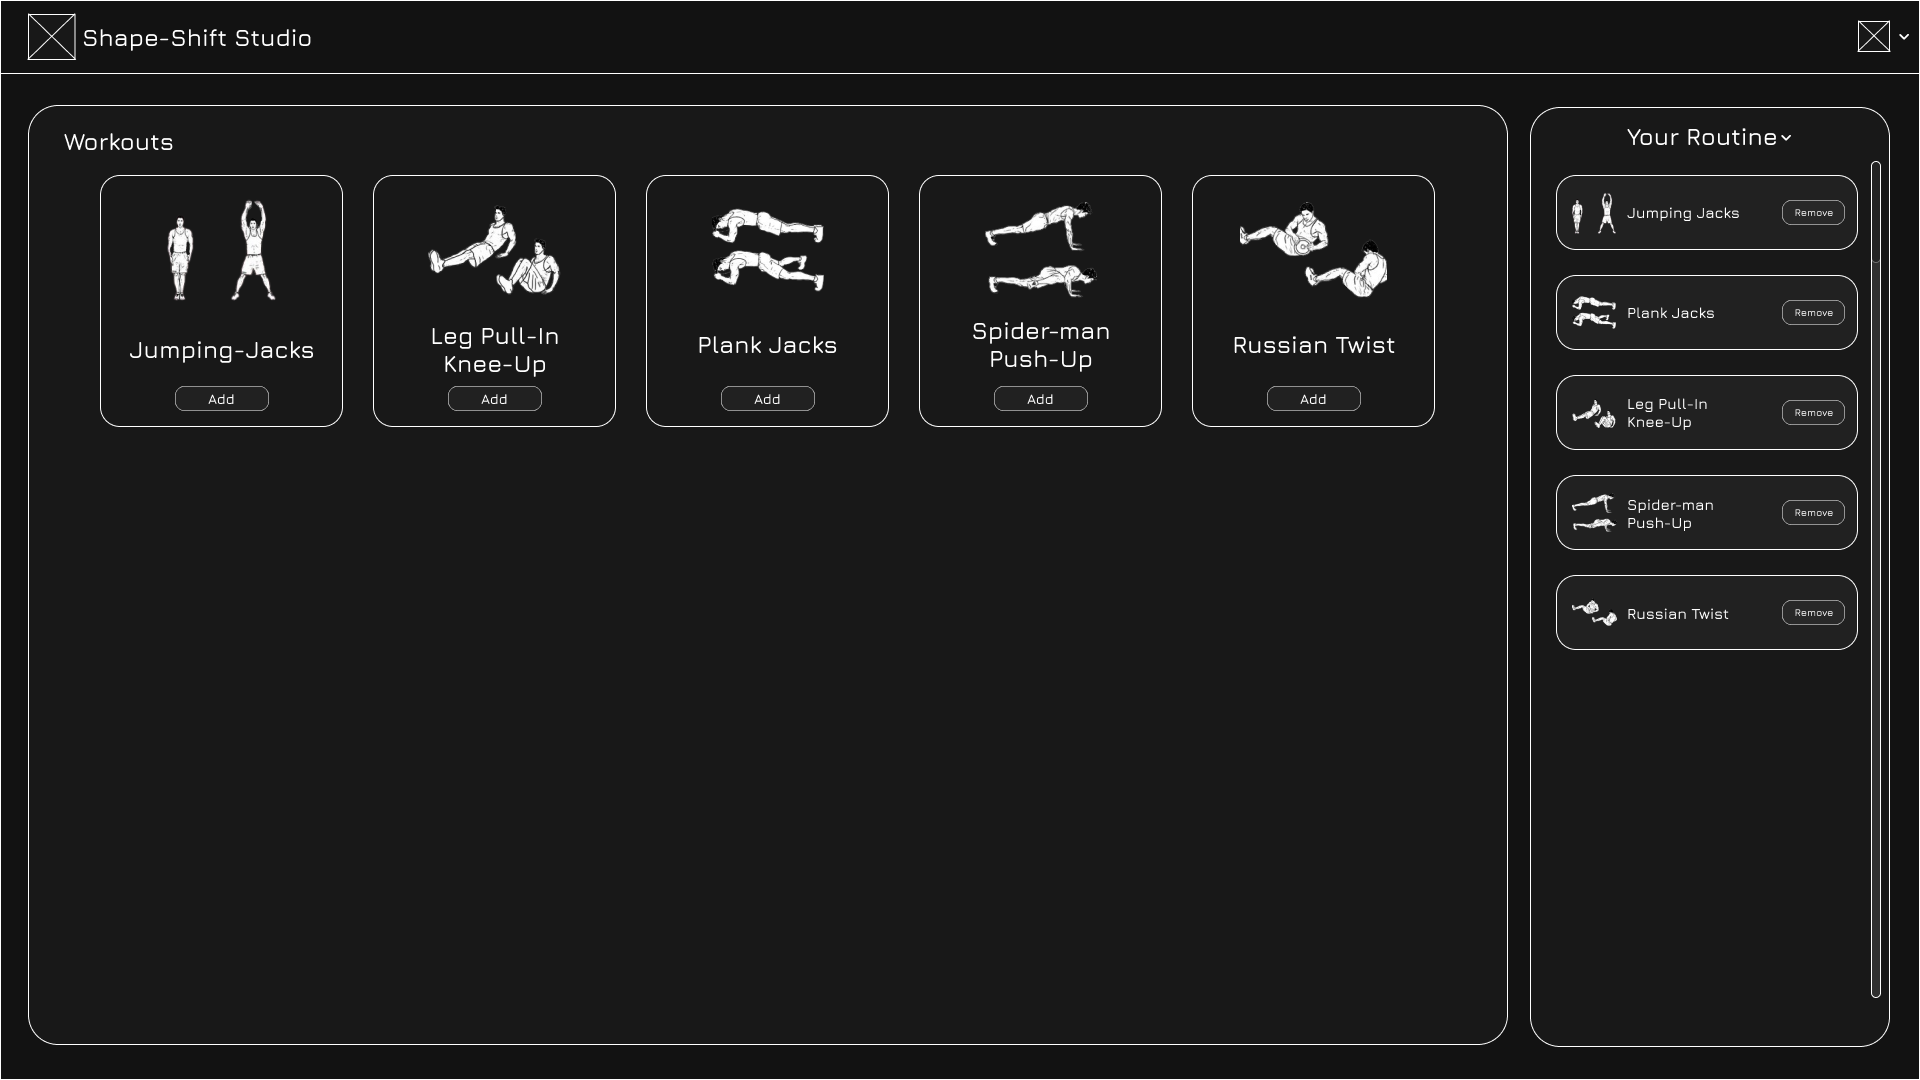 Shape-Shift Studio
Workouts
Jumping-Jacks
Add
Leg Pull-In
Knee-Up
Add
Plank Jacks
Add
Spider-man
Push-Up
Add
Russian Twist
Add
Your Routine
Jumping Jacks
Remove
Plank Jacks
Remove
Leg Pull-In
Knee-Up
Remove
Spider-man
Push-Up
Remove
Russian Twist
Remove